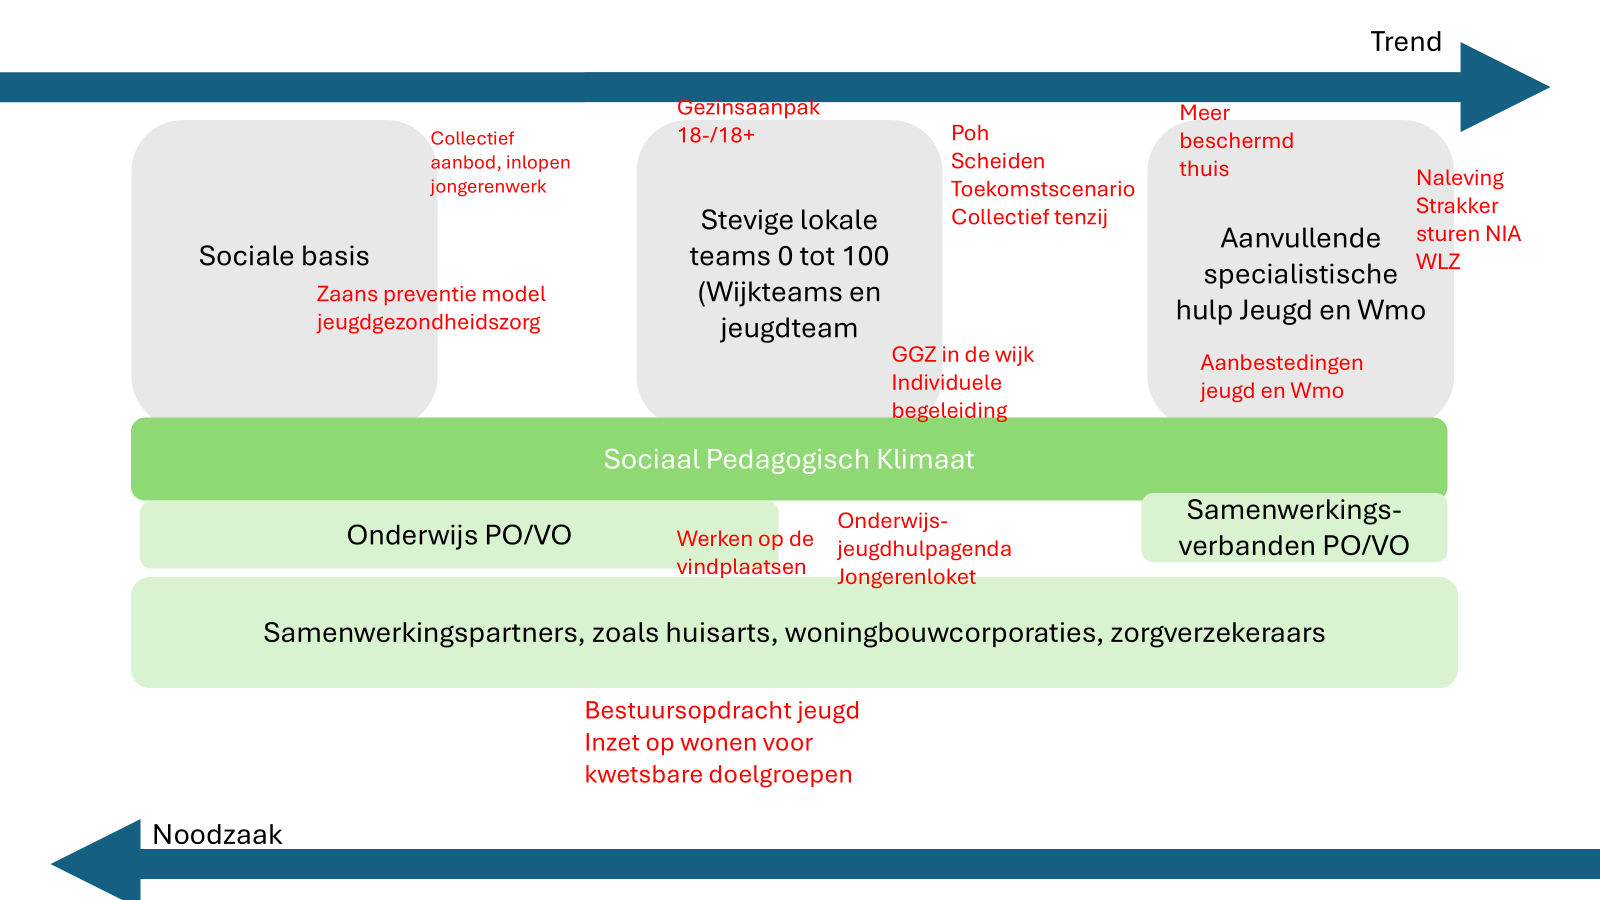 Trend
Gezinsaanpak
18-/18+
Collectief
aanbod, inlopen
jongerenwerk
Poh
Scheiden
Toekomstscenario
Collectief tenzij
Meer
beschermd
thuis
Naleving
Strakker
sturen NIA
WLZ
Sociale basis
Zaans preventie model
jeugdgezondheidszorg
Stevige lokale
teams 0 tot 100
(Wijkteams en
jeugdteam
GGZ in de wijk
Individuele
begeleiding
Aanvullende
specialistische
hulp Jeugd en Wmo
Aanbestedingen
jeugd en Wmo
Sociaal Pedagogisch Klimaat
Onderwijs PO/VO
Werken op de
vindplaatsen
Onderwijs-
jeugdhulpagenda
Jongerenloket
Samenwerkings-
verbanden PO/VO
Samenwerkingspartners, zoals huisarts, woningbouwcorporaties, zorgverzekeraars
Bestuursopdracht jeugd
Inzet op wonen voor
kwetsbare doelgroepen
Noodzaak